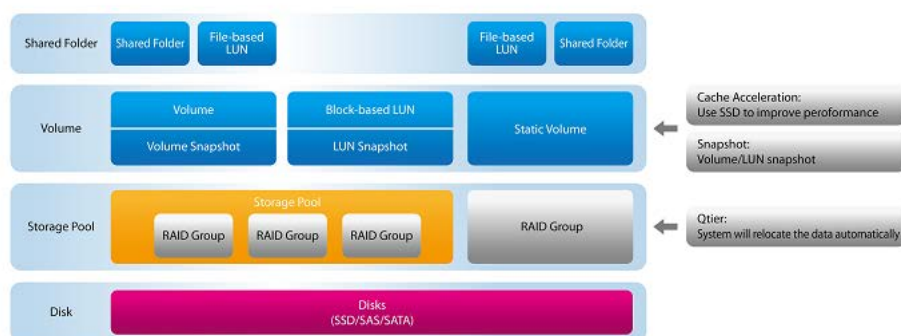 Shared Folder
Shared Folder
File-based
LUN
File-based
LUN
Shared Folder
Volume
Volume
Volume Snapshot
Block-based LUN
LUN Snapshot
Static Volume
Cache Acceleration:
Use SSD to improve peroformance
Snapshot:
Volume/LUN snapshot
Storage Pool
Storage Pool
RAID Group
RAID Group
RAID Group
RAID Group
Qtier:
System will relocate the data automatically
Disk
Disks
(SSD/SAS/SATA)